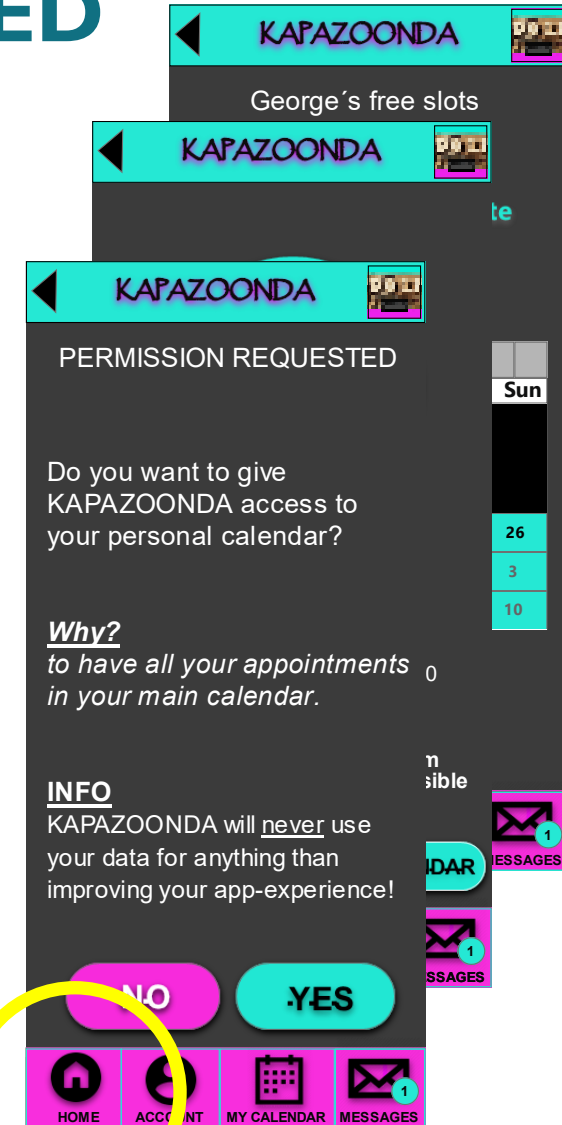 ED
KAPAZOONDA
George´s free slots
KAPAZOONDA
te
KAPAZOONDA
PERMISSION REQUESTED
Sun
Do you want to give
KAPAZOONDA access to
your personal calendar?
26
3
10
Why?
to have all your appointments
in your main calendar.
0
m
sible
INFO
KAPAZOONDA will never use
your data for anything than
improving your app-experience!
1
ESSAGES
DAR
1
SSAGES
NO
YES
HOME
ACCOUNT
MY CALENDAR
1
MESSAGES